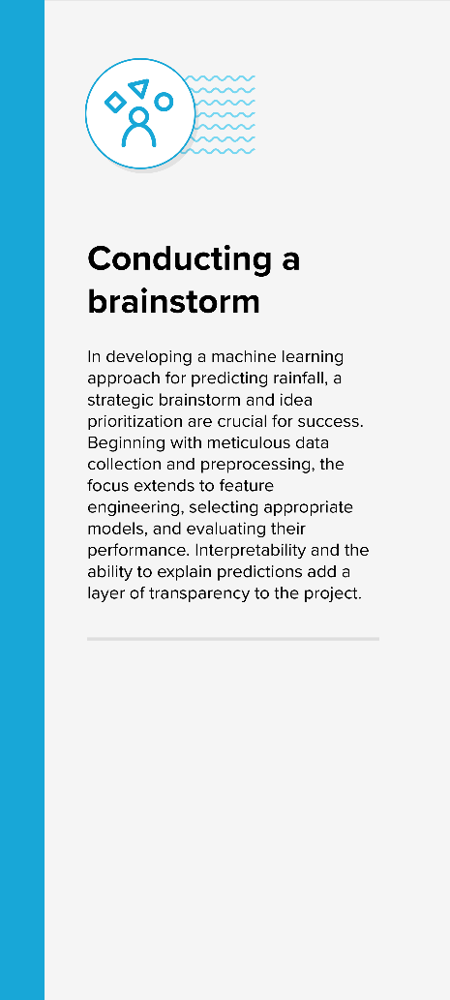 Conducting a
brainstorm
In developing a machine learning
approach for predicting rainfall, a
strategic brainstorm and idea
prioritization are crucial for success.
Beginning with meticulous data
collection and preprocessing, the
focus extends to feature
engineering, selecting appropriate
models, and evaluating their
performance. Interpretability and the
ability to explain predictions add a
layer of transparency to the project.